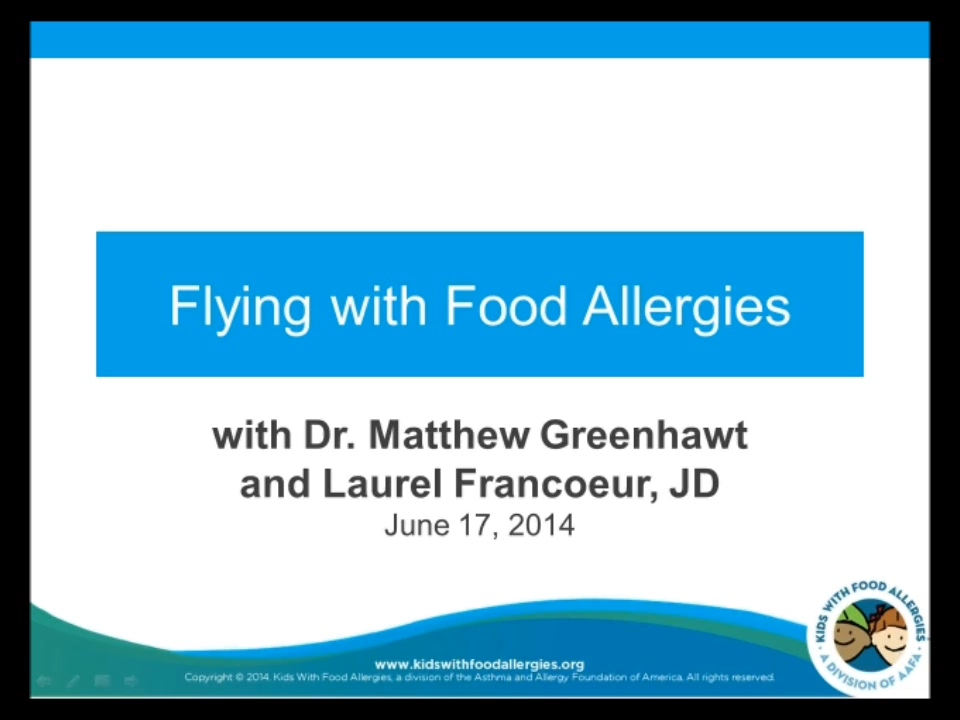 Flying with Food Allergies
with Dr. Matthew Greenhawt
and Laurel Francoeur, JD
June 17, 2014
www.kidswithfoodallergies.org
Copyright © 2014, Kids With Food Allergies, a division of the Asthma and Allergy Foundation of America. All rights reserved.
KIDS WITH FOOD ALLERGIES
A DIVISION OF AAFA